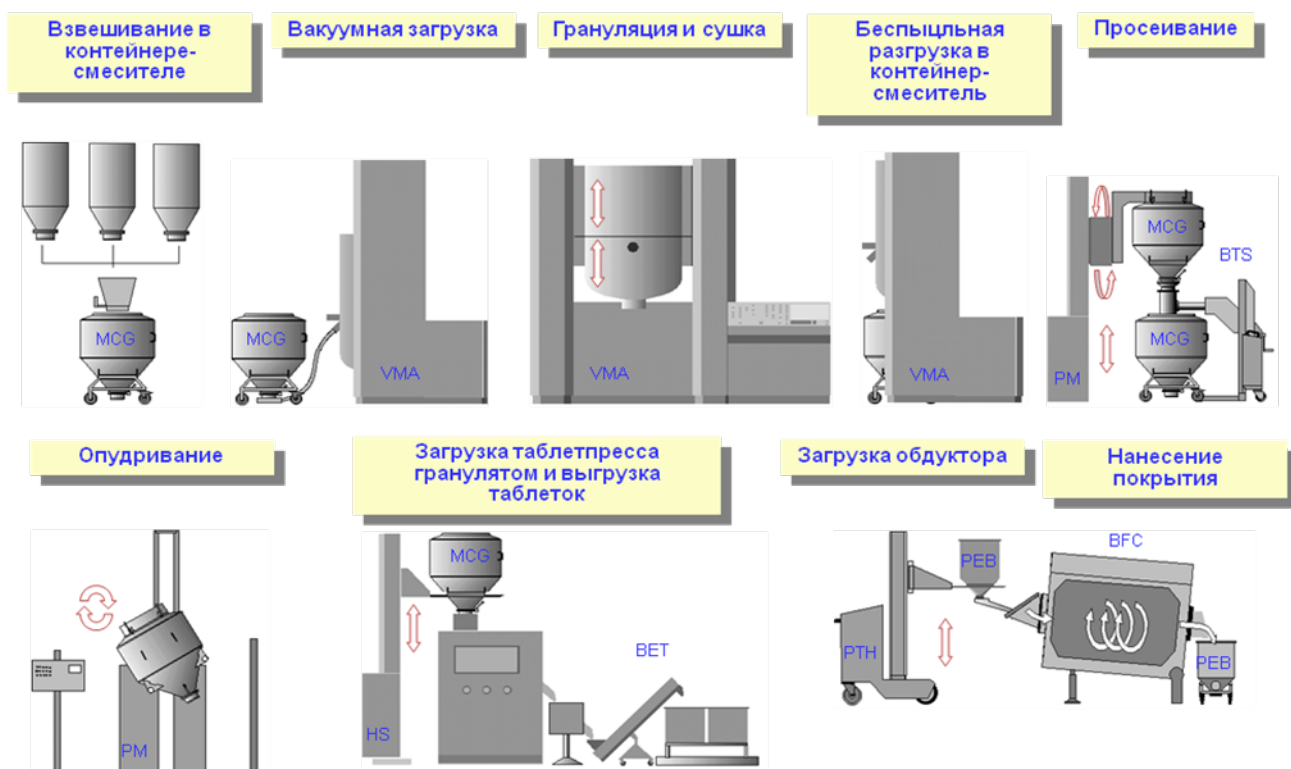 Взвешивание в
контейнере-
смесителе
Вакуумная загрузка
Грануляция и сушка
Беспыцльная
разгрузка в
контейнер-
смеситель
Просеивание
MCG
MCG
VMA
VMA
VMA
MCG
BTS
MCG
PM
Опудривание
Загрузка таблетпресса
гранулятом и выгрузка
таблеток
Загрузка обдуктора
Нанесение
покрытия
PM
MCG
BET
HS
PEB
BFC
PTH
PEB